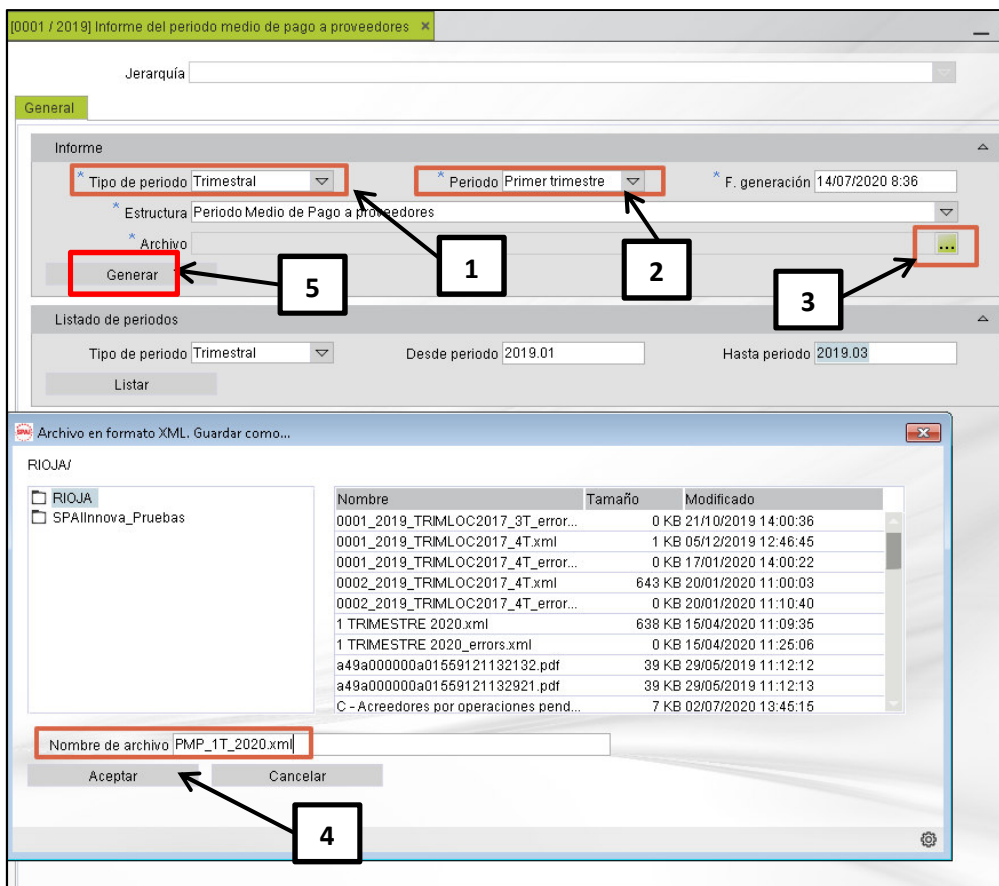 [0001 / 2019] Informe del periodo medio de pago a proveedores
Jerarquía
General
Informe
* Tipo de periodo Trimestral * Periodo Primer trimestre * F. generación 14/07/2020 8:36
* Estructura Periodo Medio de Pago a proveedores
* Archivo ...
Generar
5
1
2
3
Listado de periodos
Tipo de periodo Trimestral Desde periodo 2019.01 Hasta periodo 2019.03
Listar
SPAI Archivo en formato XML. Guardar como...
RIOJA/
RIOJA
SPAIInnova_Pruebas
Nombre Tamaño Modificado
0001_2019_TRIMLOC2017_3T_error... 0 KB 21/10/2019 14:00:36
0001_2019_TRIMLOC2017_4T.xml 1 KB 05/12/2019 12:46:45
0001_2019_TRIMLOC2017_4T_error... 0 KB 17/01/2020 14:00:22
0002_2019_TRIMLOC2017_4T.xml 643 KB 20/01/2020 11:00:03
0002_2019_TRIMLOC2017_4T_error... 0 KB 20/01/2020 11:10:40
1 TRIMESTRE 2020.xml 638 KB 15/04/2020 11:09:35
1 TRIMESTRE 2020_errors.xml 0 KB 15/04/2020 11:25:06
a49a000000a01559121132132.pdf 39 KB 29/05/2019 11:12:12
a49a000000a01559121132921.pdf 39 KB 29/05/2019 11:12:13
C - Acreedores por operaciones pend... 7 KB 02/07/2020 13:45:15
Nombre de archivo PMP_1T_2020.xml
Aceptar Cancelar
4